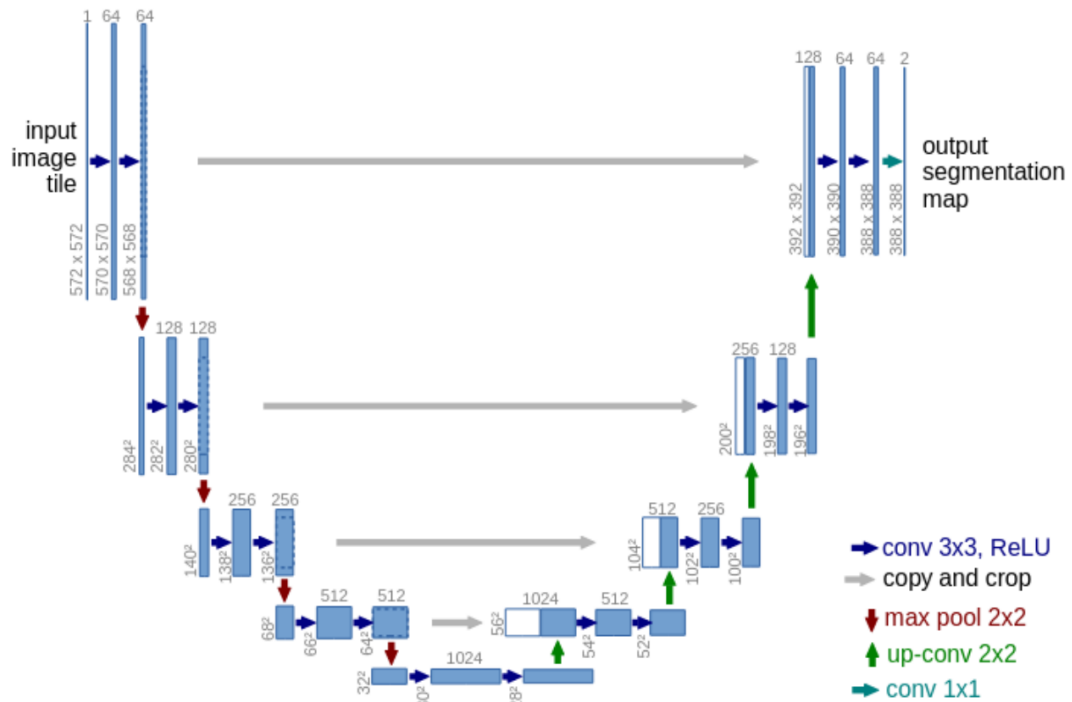 1 64 64
128 64 64 2
input
image
tile
output
segmentation
map
572 x 572
570 x 570
568 x 568
392 x 392
390 x 390
388 x 388
388 x 388
128 128
256 128
284²
282²
280²
200²
198²
196²
256 256
512 256
140²
138²
136²
104²
102²
100²
512 512
1024 512
68²
66²
64²
56²
54²
52²
1024
32²
conv 3x3, ReLU
copy and crop
max pool 2x2
up-conv 2x2
conv 1x1